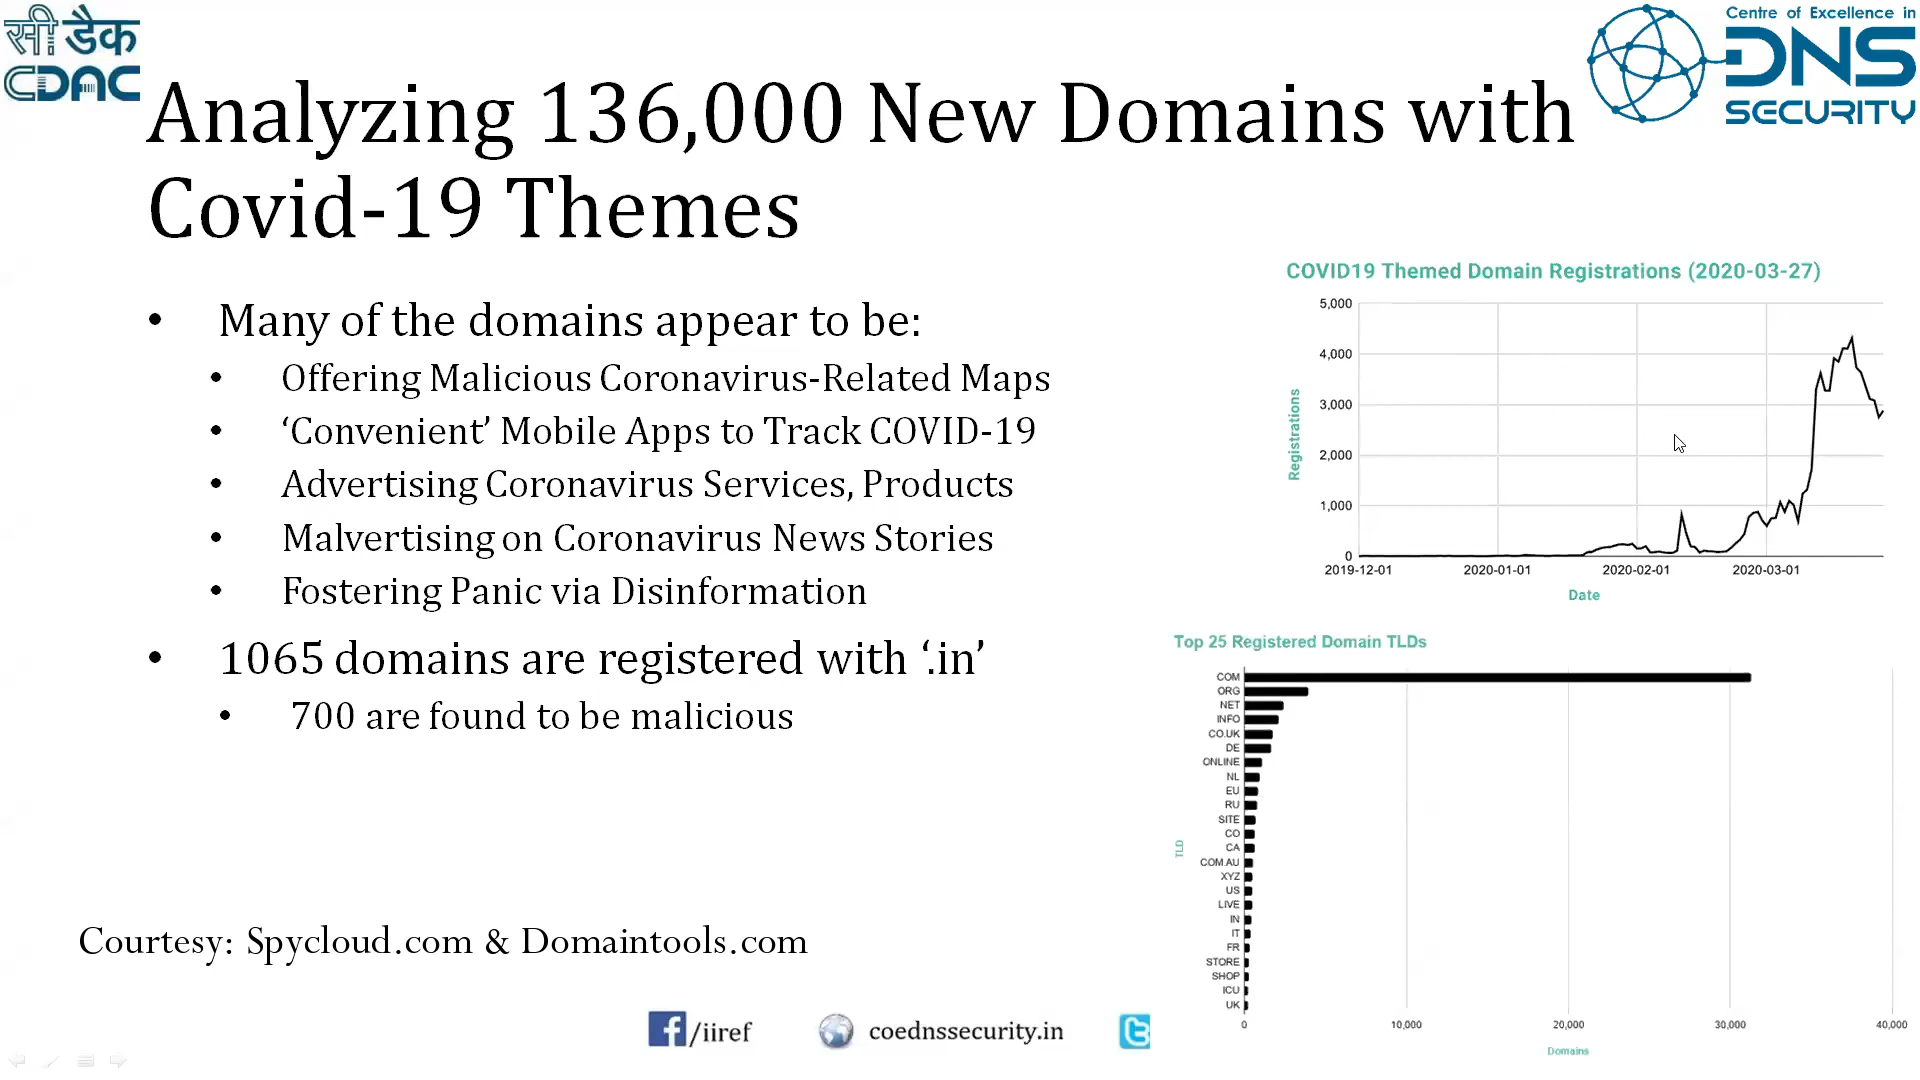 सी डैक
CDAC
Centre of Excellence in
DNS
SECURITY
Analyzing 136,000 New Domains with
Covid-19 Themes
• Many of the domains appear to be:
• Offering Malicious Coronavirus-Related Maps
• ‘Convenient’ Mobile Apps to Track COVID-19
• Advertising Coronavirus Services, Products
• Malvertising on Coronavirus News Stories
• Fostering Panic via Disinformation
• 1065 domains are registered with ‘.in’
• 700 are found to be malicious
Courtesy: Spycloud.com & Domaintools.com
COVID19 Themed Domain Registrations (2020-03-27)
Registrations
5,000
4,000
3,000
2,000
1,000
0
2019-12-01 2020-01-01 2020-02-01 2020-03-01
Date
Top 25 Registered Domain TLDs
TLD
COM
ORG
NET
INFO
CO.UK
DE
ONLINE
NL
EU
RU
SITE
CO
CA
COM.AU
XYZ
US
LIVE
IN
IT
FR
STORE
SHOP
ICU
UK
0 10,000 20,000 30,000 40,000
Domains
/iiref
coednssecurity.in